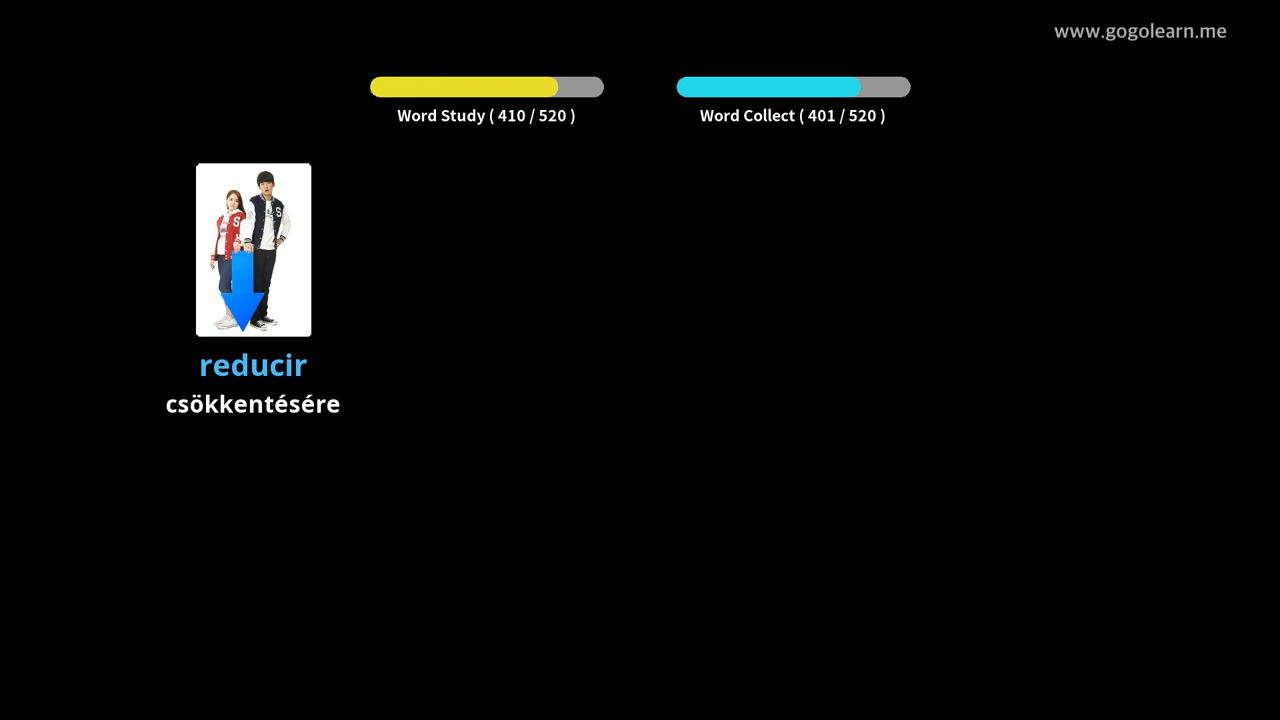 www.gogolearn.me
Word Study ( 410 / 520 )
Word Collect ( 401 / 520 )
S
S
reducir
csökkentésére